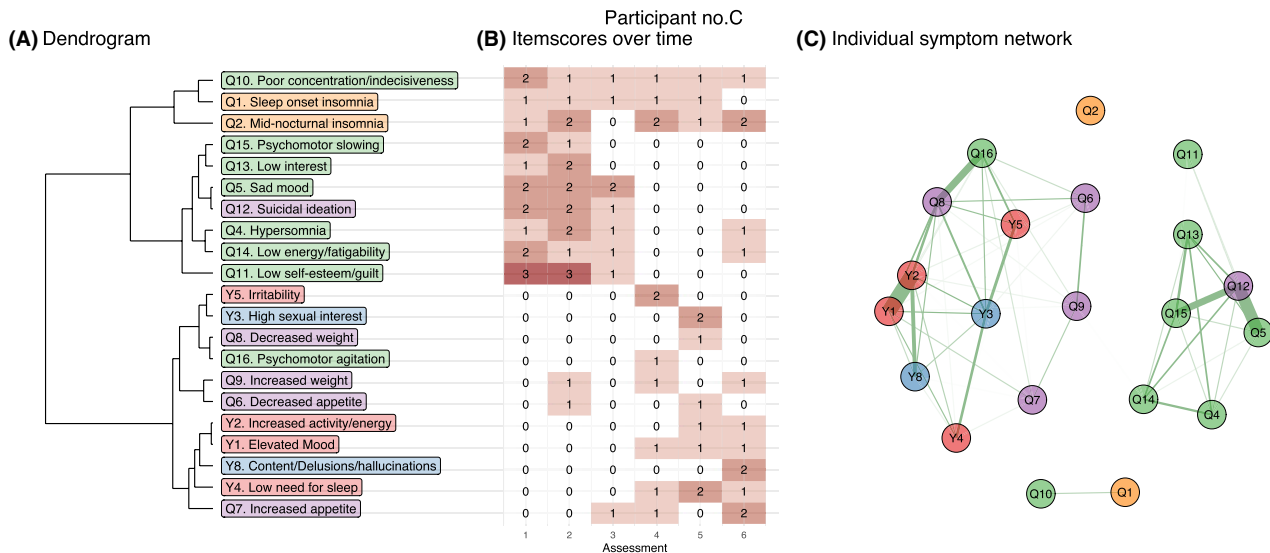 Participant no.C
(A) Dendrogram
(B) Itemscores over time
(C) Individual symptom network
Q10. Poor concentration/indecisiveness 2 1 1 1 1 1
Q1. Sleep onset insomnia 1 1 1 1 1 0
Q2. Mid-nocturnal insomnia 1 2 0 2 1 2
Q15. Psychomotor slowing 2 1 0 0 0 0
Q13. Low interest 1 2 0 0 0 0
Q5. Sad mood 2 2 2 0 0 0
Q12. Suicidal ideation 2 2 1 0 0 0
Q4. Hypersomnia 1 2 1 0 0 1
Q14. Low energy/fatigability 2 1 1 0 0 1
Q11. Low self-esteem/guilt 3 3 1 0 0 0
Y5. Irritability 0 0 0 2 0 0
Y3. High sexual interest 0 0 0 0 2 0
Q8. Decreased weight 0 0 0 0 1 0
Q16. Psychomotor agitation 0 0 0 1 0 0
Q9. Increased weight 0 1 0 1 0 1
Q6. Decreased appetite 0 1 0 0 1 0
Y2. Increased activity/energy 0 0 0 0 1 1
Y1. Elevated Mood 0 0 0 1 1 1
Y8. Content/Delusions/hallucinations 0 0 0 0 0 2
Y4. Low need for sleep 0 0 0 1 2 1
Q7. Increased appetite 0 0 1 1 0 2
1 2 3 4 5 6
Assessment
Q2
Q16
Q11
Q8
Q6
Y5
Q13
Y2
Q12
Y1
Y3
Q9
Q15
Q5
Y8
Q7
Q14
Q4
Y4
Q10
Q1